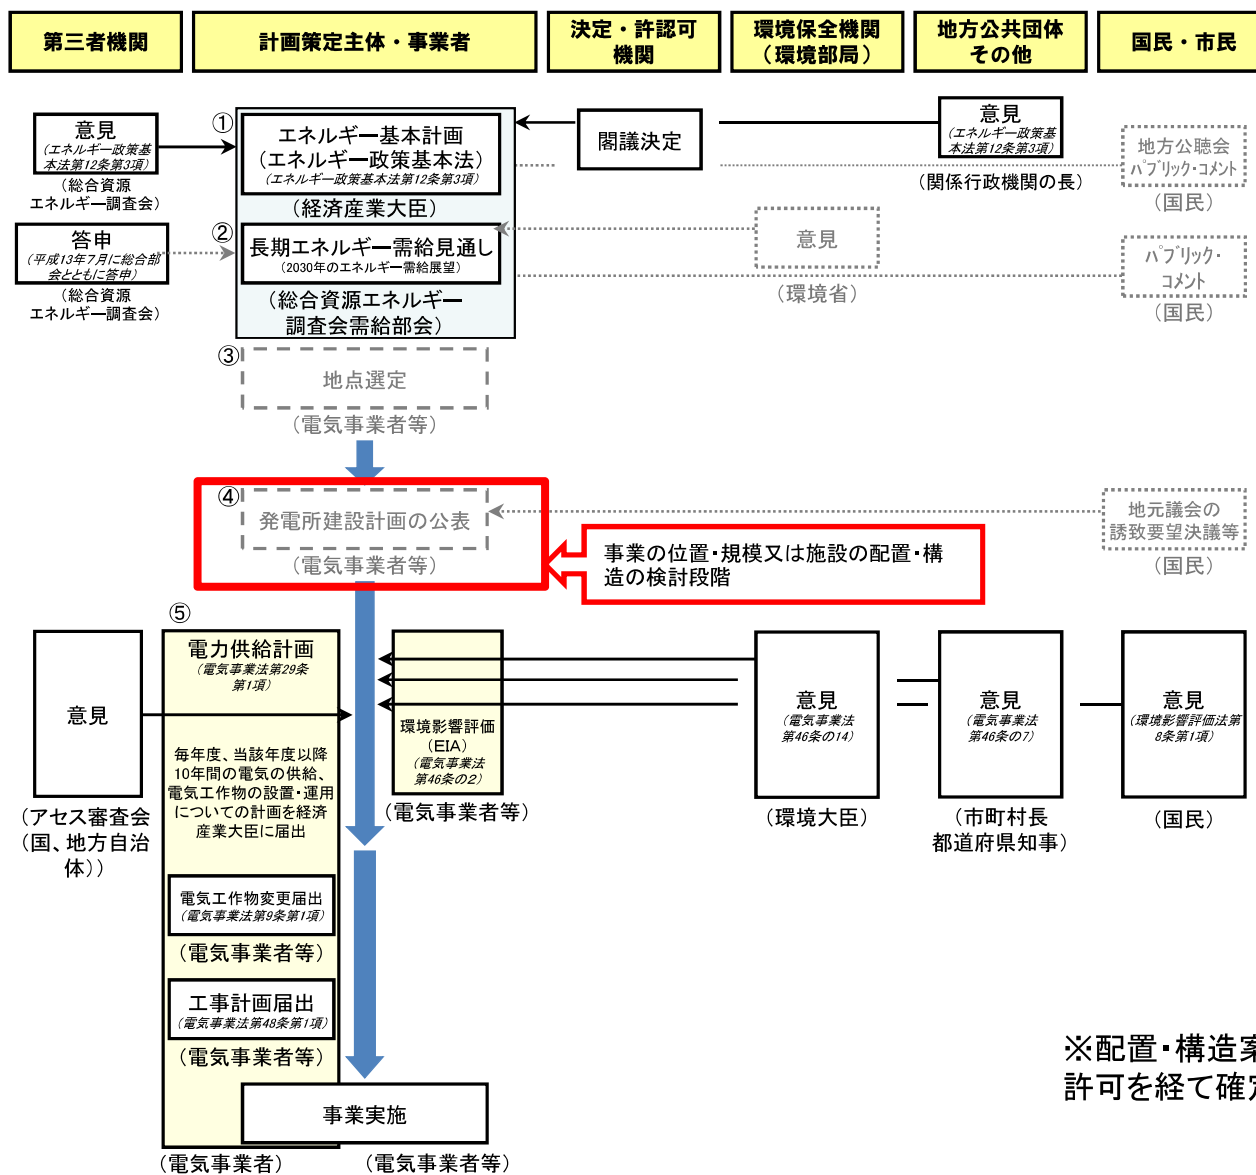 第三者機関
計画策定主体・事業者
決定・許認可
機関
環境保全機関
（環境部局）
地方公共団体
その他
国民・市民
意見
(エネルギー政策基
本法第12条第3項)
（総合資源
エネルギー調査会）
①
エネルギー基本計画
（エネルギー政策基本法）
(エネルギー政策基本法第12条第3項)
（経済産業大臣）
閣議決定
意見
(エネルギー政策基
本法第12条第3項)
（関係行政機関の長）
地方公聴会
パブリック・コメント
（国民）
答申
(平成13年7月に総合部
会とともに答申)
（総合資源
エネルギー調査会）
②
長期エネルギー需給見通し
(2030年のエネルギー需給展望)
（総合資源エネルギー
調査会需給部会）
意見
（環境省）
パブリック・
コメント
（国民）
③
地点選定
（電気事業者等）
④
発電所建設計画の公表
（電気事業者等）
事業の位置・規模又は施設の配置・構
造の検討段階
地元議会の
誘致要望決議等
（国民）
⑤
意見
（アセス審査会
（国、地方自治
体））
電力供給計画
(電気事業法第29条
第1項)
毎年度、当該年度以降
10年間の電気の供給、
電気工作物の設置・運用
についての計画を経済
産業大臣に届出
環境影響評価
（EIA）
(電気事業法
第46条の2)
（電気事業者等）
意見
(電気事業法
第46条の14)
（環境大臣）
意見
(電気事業法
第46条の7)
（市町村長
都道府県知事）
意見
(環境影響評価法第
8条第1項)
（国民）
電気工作物変更届出
(電気事業法第9条第1項)
（電気事業者等）
工事計画届出
(電気事業法第48条第1項)
（電気事業者等）
※配置・構造案
許可を経て確定
事業実施
（電気事業者）
（電気事業者等）